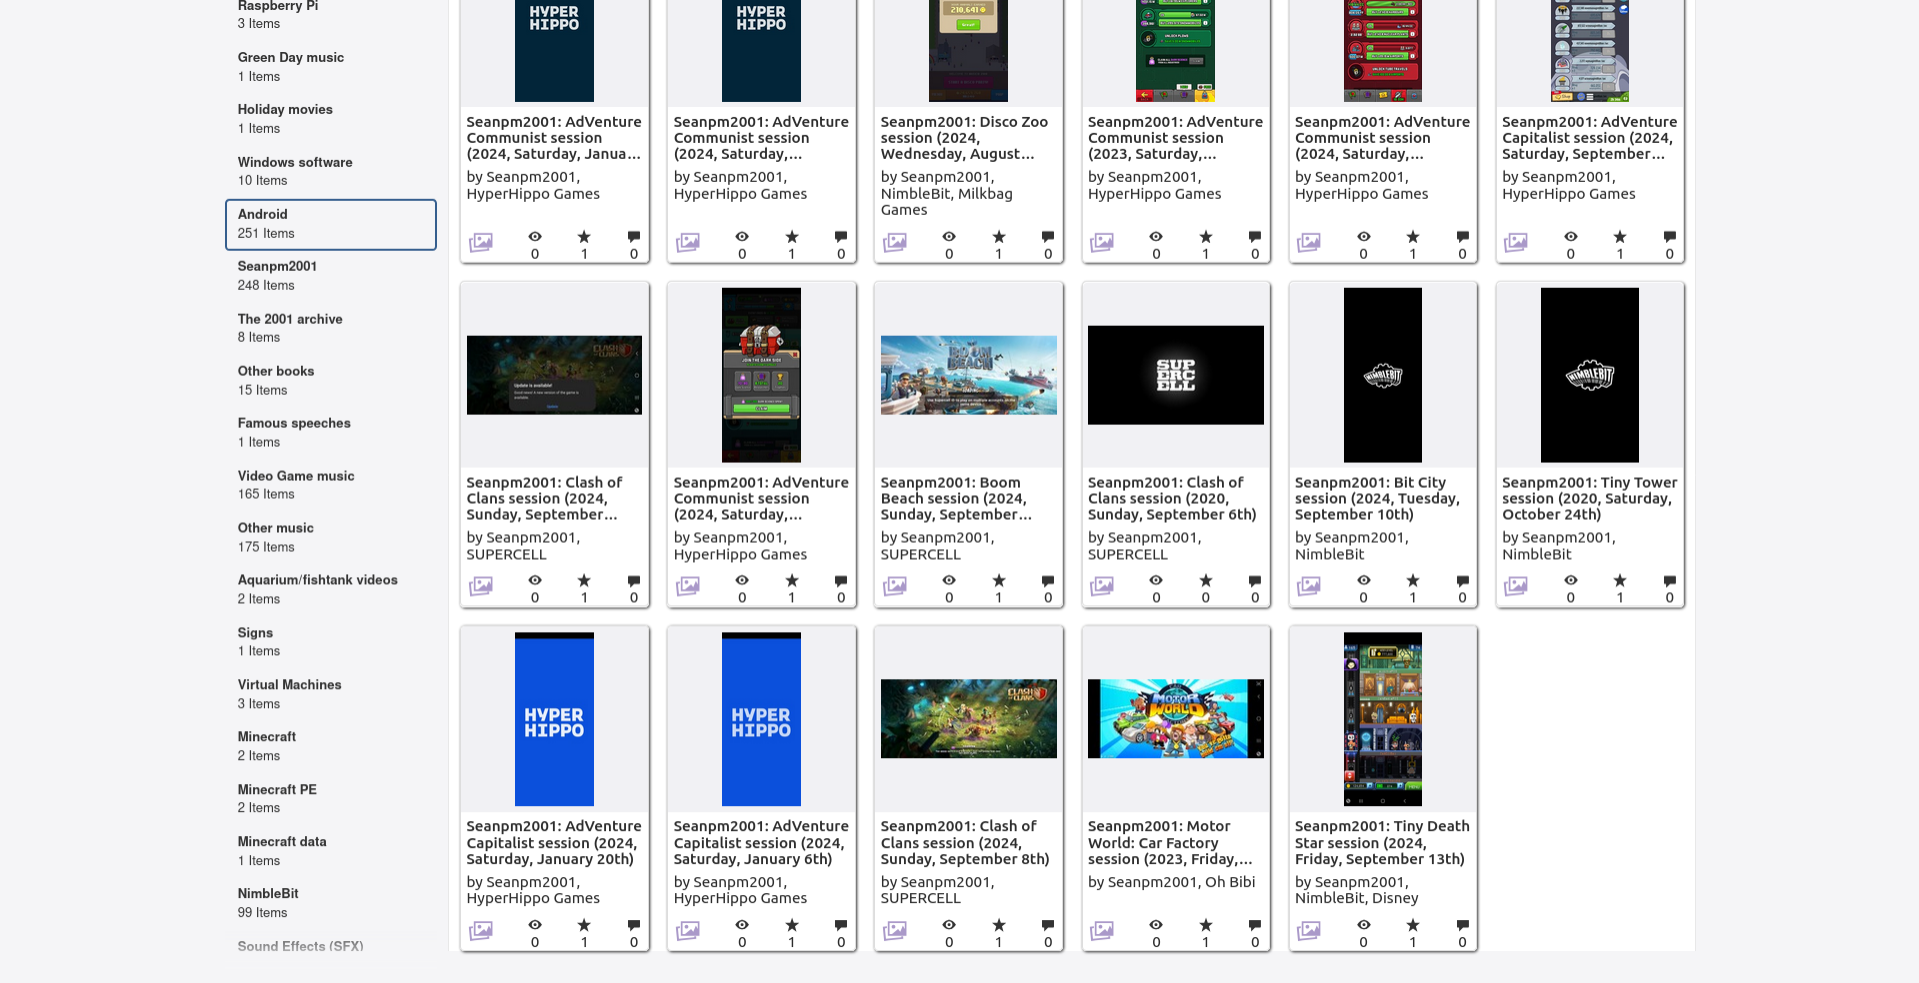 Raspberry Pi
3 Items
Green Day music
1 Items
Holiday movies
1 Items
Windows software
10 Items
Android
251 Items
Seanpm2001
248 Items
The 2001 archive
8 Items
Other books
15 Items
Famous speeches
1 Items
Video Game music
165 Items
Other music
175 Items
Aquarium/fishtank videos
2 Items
Signs
1 Items
Virtual Machines
3 Items
Minecraft
2 Items
Minecraft PE
2 Items
Minecraft data
1 Items
NimbleBit
99 Items
Sound Effects (SFX)
HYPER
HIPPO
Seanpm2001: AdVenture
Communist session
(2024, Saturday, Janua...
by Seanpm2001,
HyperHippo Games
0 1 0
HYPER
HIPPO
Seanpm2001: AdVenture
Communist session
(2024, Saturday,...
by Seanpm2001,
HyperHippo Games
0 1 0
210,641
Seanpm2001: Disco Zoo
session (2024,
Wednesday, August...
by Seanpm2001,
NimbleBit, Milkbag
Games
0 1 0
Seanpm2001: AdVenture
Communist session
(2023, Saturday,...
by Seanpm2001,
HyperHippo Games
0 1 0
Seanpm2001: AdVenture
Communist session
(2024, Saturday,...
by Seanpm2001,
HyperHippo Games
0 1 0
Seanpm2001: AdVenture
Capitalist session (2024,
Saturday, September...
by Seanpm2001,
HyperHippo Games
0 1 0
CLASH OF CLANS
Update is available!
Seanpm2001: Clash of
Clans session (2024,
Sunday, September...
by Seanpm2001,
SUPERCELL
0 1 0
JOIN THE DARK SIDE
Seanpm2001: AdVenture
Communist session
(2024, Saturday,...
by Seanpm2001,
HyperHippo Games
0 1 0
BOOM
BEACH
Seanpm2001: Boom
Beach session (2024,
Sunday, September...
by Seanpm2001,
SUPERCELL
0 1 0
SUP
ERC
ELL
Seanpm2001: Clash of
Clans session (2020,
Sunday, September 6th)
by Seanpm2001,
SUPERCELL
0 0 0
NIMBLEBIT
Seanpm2001: Bit City
session (2024, Tuesday,
September 10th)
by Seanpm2001,
NimbleBit
0 1 0
NIMBLEBIT
Seanpm2001: Tiny Tower
session (2020, Saturday,
October 24th)
by Seanpm2001,
NimbleBit
0 1 0
HYPER
HIPPO
Seanpm2001: AdVenture
Capitalist session (2024,
Saturday, January 20th)
by Seanpm2001,
HyperHippo Games
0 1 0
HYPER
HIPPO
Seanpm2001: AdVenture
Capitalist session (2024,
Saturday, January 6th)
by Seanpm2001,
HyperHippo Games
0 1 0
CLASH OF CLANS
Seanpm2001: Clash of
Clans session (2024,
Sunday, September 8th)
by Seanpm2001,
SUPERCELL
0 1 0
MOTOR
WORLD
Seanpm2001: Motor
World: Car Factory
session (2023, Friday,...
by Seanpm2001, Oh Bibi
0 1 0
Seanpm2001: Tiny Death
Star session (2024,
Friday, September 13th)
by Seanpm2001,
NimbleBit, Disney
0 1 0